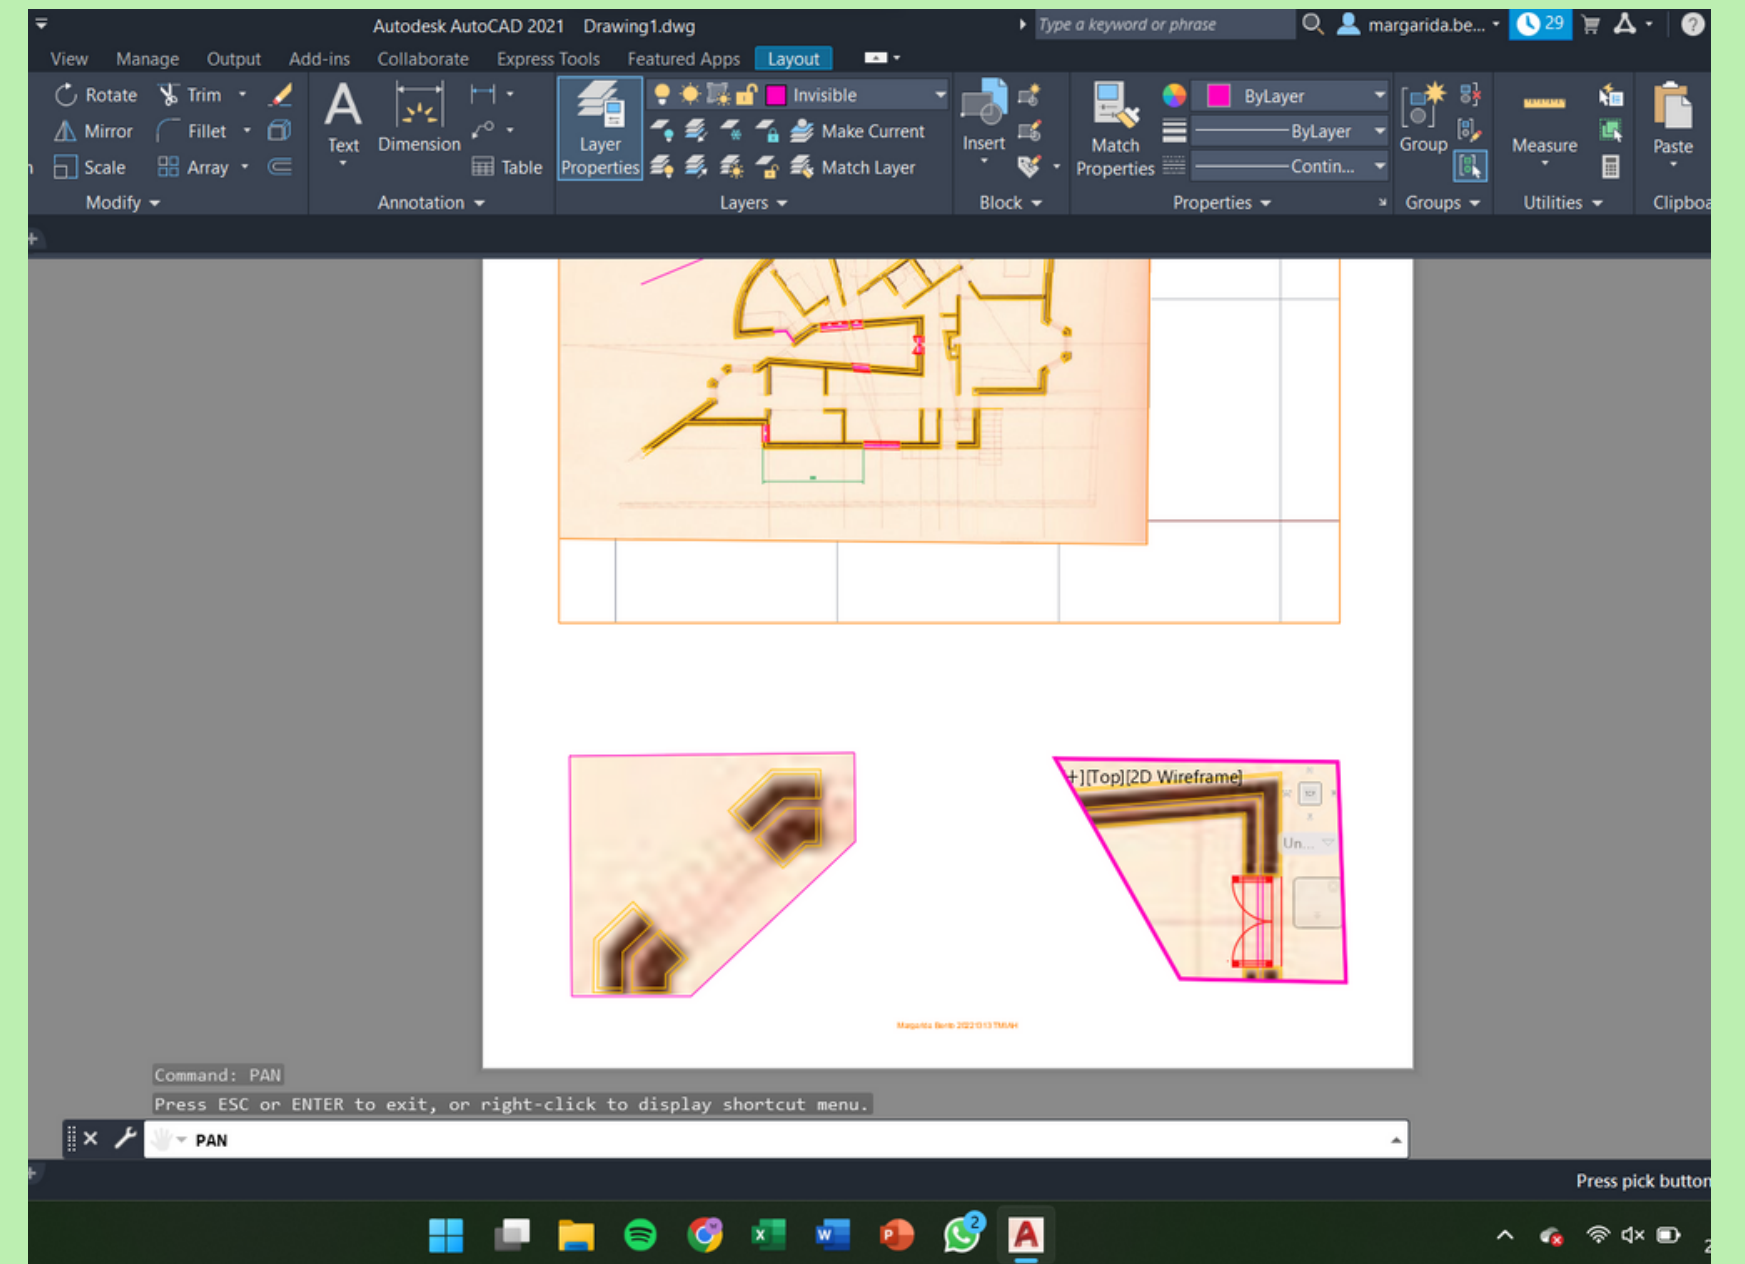 Autodesk AutoCAD 2021 Drawing1.dwg Type a keyword or phrase margarida.be... 29
View Manage Output Add-ins Collaborate Express Tools Featured Apps Layout
Rotate Trim Invisible ByLayer
Mirror Fillet Make Current ByLayer
Text Dimension Layer Insert Match Group Measure Paste
Scale Array Table Properties Match Layer Properties Contin...
Modify Annotation Layers Block Properties Groups Utilities Clipboa
+][Top][2D Wireframe]
Un...
Margarida Bento
Command: PAN
Press ESC or ENTER to exit, or right-click to display shortcut menu.
PAN
Press pick button
2